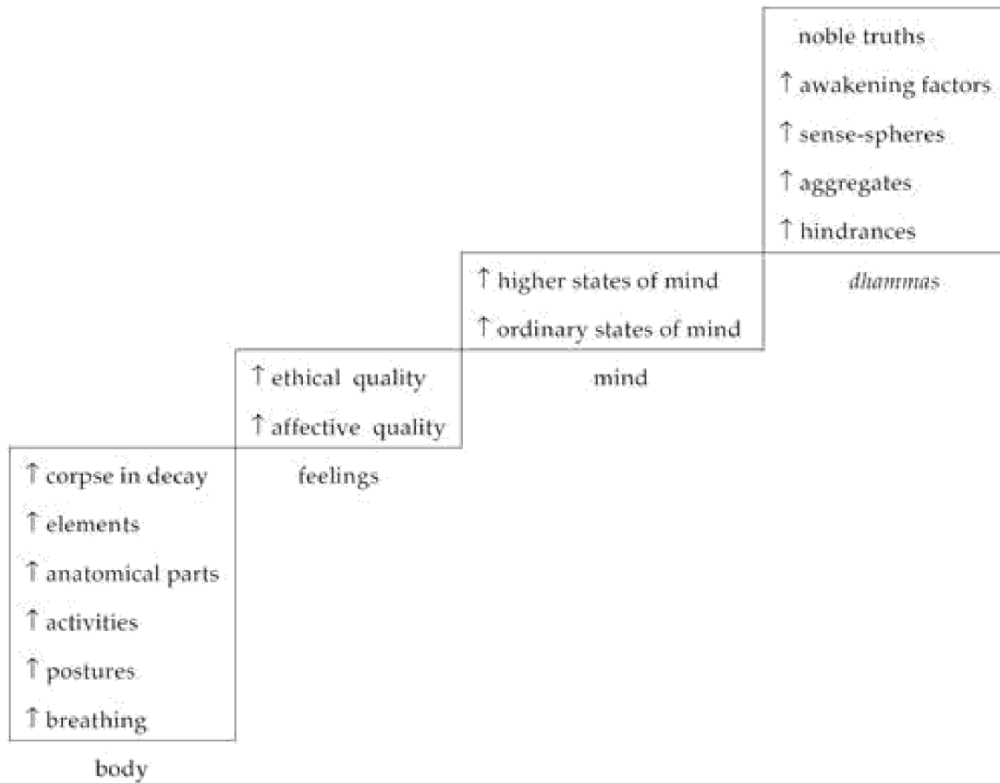 noble truths
↑ awakening factors
↑ sense-spheres
↑ aggregates
↑ hindrances
↑ higher states of mind
dhammas
↑ ordinary states of mind
↑ ethical quality
mind
↑ affective quality
↑ corpse in decay
feelings
↑ elements
↑ anatomical parts
↑ activities
↑ postures
↑ breathing
body